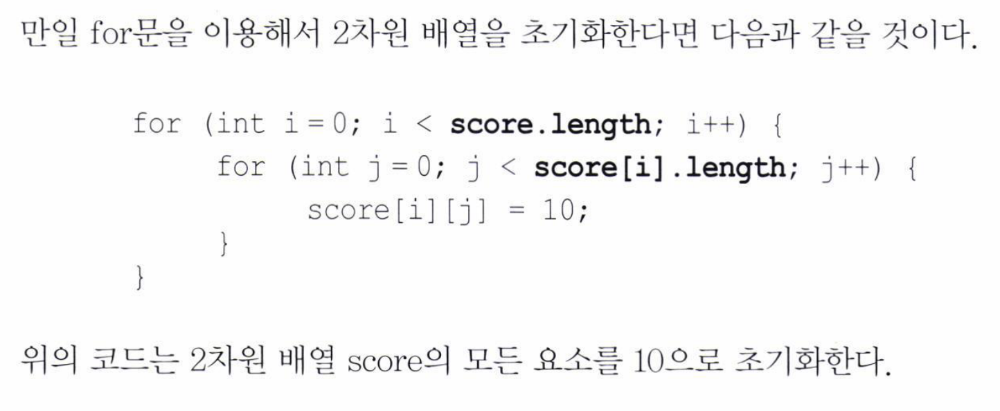 만일 for문을 이용해서 2차원 배열을 초기화한다면 다음과 같을 것이다.
for (int i=0; i < score.length; i++) {
for (int j=0; j < score[i].length; j++) {
score[i][j] = 10;
}
}
위의 코드는 2차원 배열 score의 모든 요소를 10으로 초기화한다.